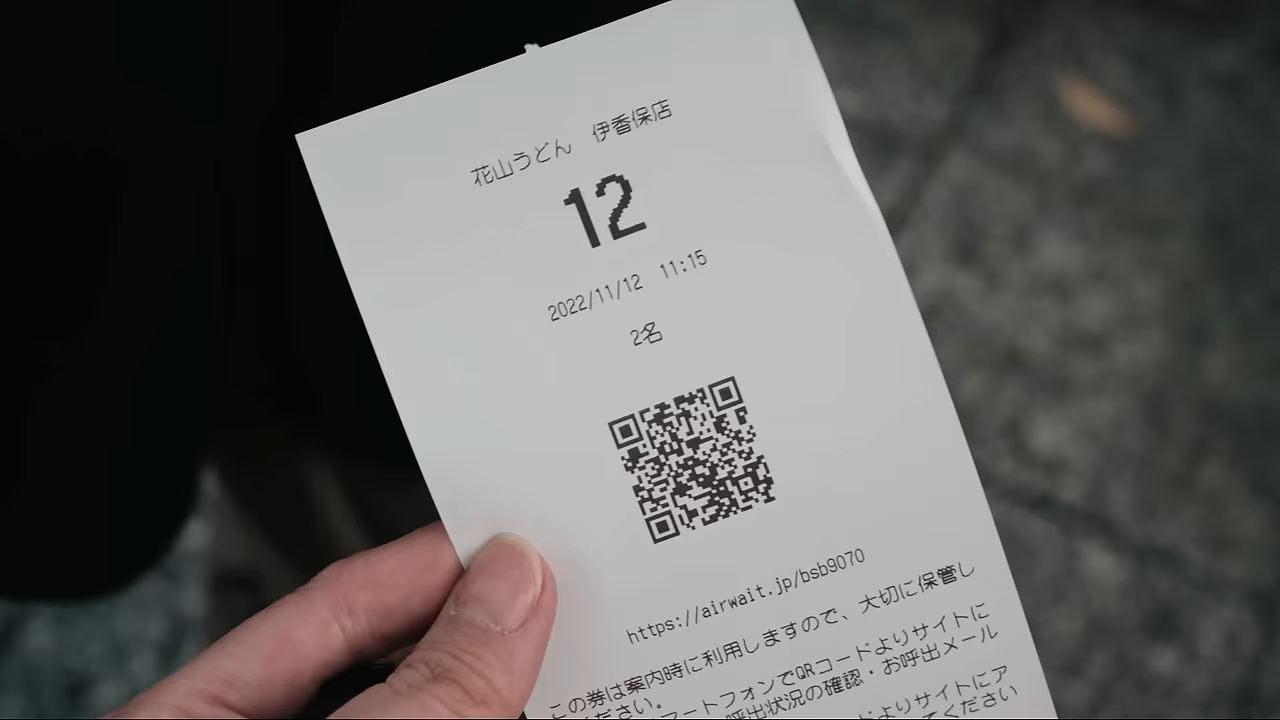 花山うどん 伊香保店
12
2022/11/12 11:15
2名
https://airwait.jp/bsb9070
この券は案内時に利用しますので、大切に保管し
ください。
スマートフォンでQRコードよりサイトに
呼出状況の確認・お呼出メール
ドよりサイトにア
てください